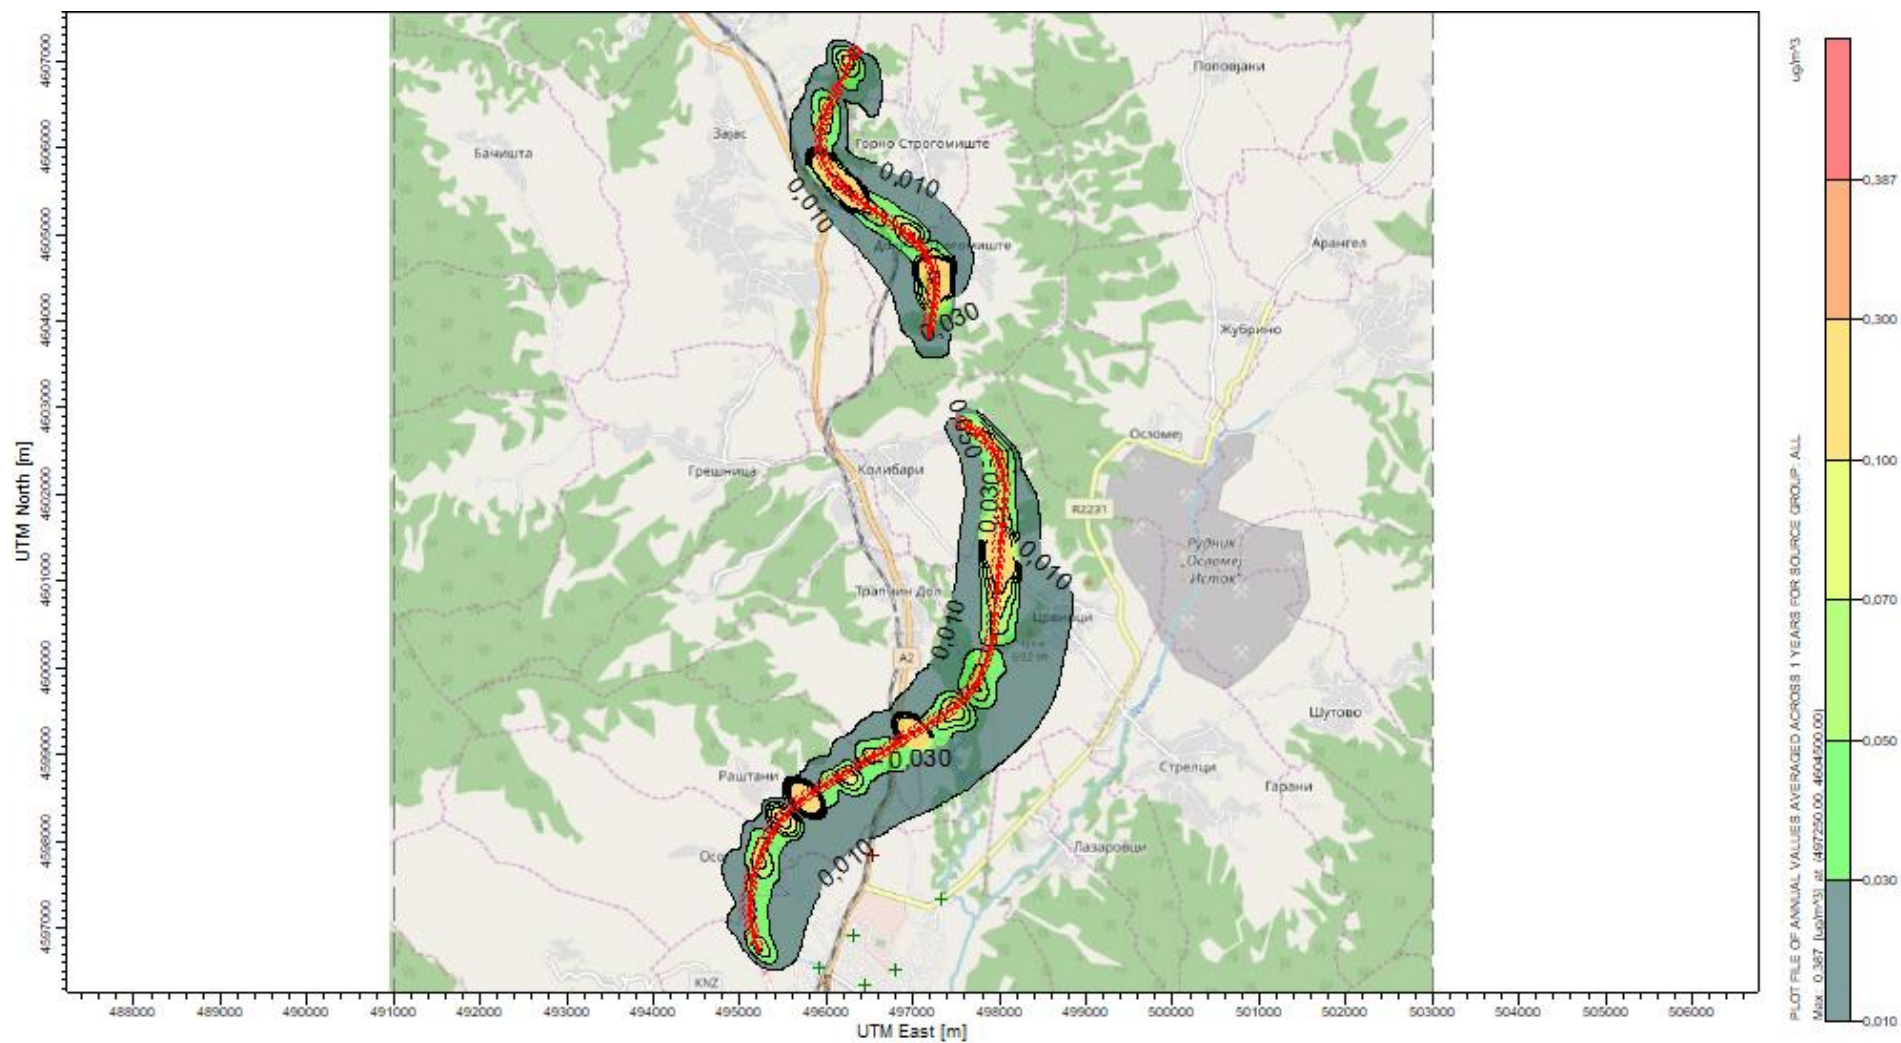 ug/m^3
4607000
Поповјани
Зајас
4606000
Горно Строгомиште
Бачишта
0,010
0,010
0,387
4605000
Арангел
4604000
0,030
Жубрино
0,300
4603000
Осломеј
Грешница
Колибари
0,100
4602000
0,030
R2231
Рудник
"Осломеј
Исток"
UTM North [m]
4601000
0,010
Трапчин Дол
0,010
Црвивци
0,070
4600000
A2
692 m
Шутово
0,050
4599000
Раштани
0,030
Стрелци
Гарани
4598000
Лазаровци
0,010
0,030
4597000
KNZ
0,010
488000
489000
490000
491000
492000
493000
494000
495000
496000
497000
498000
499000
500000
501000
502000
503000
504000
505000
506000
UTM East [m]
PLOT FILE OF ANNUAL VALUES AVERAGED ACROSS 1 YEARS FOR SOURCE GROUP: ALL
Max: 0,387 [ug/m^3] at (497250,00, 4604500,00)